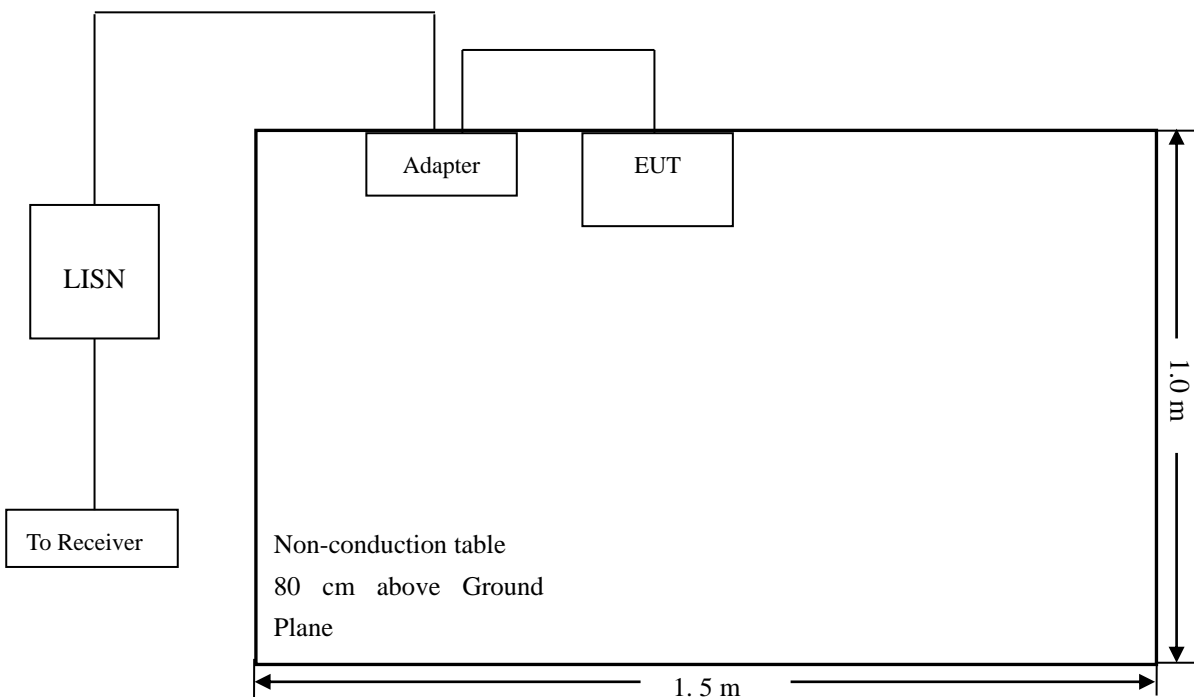 Adapter
EUT
LISN
1.0 m
To Receiver
Non-conduction table
80 cm above Ground
Plane
1. 5 m